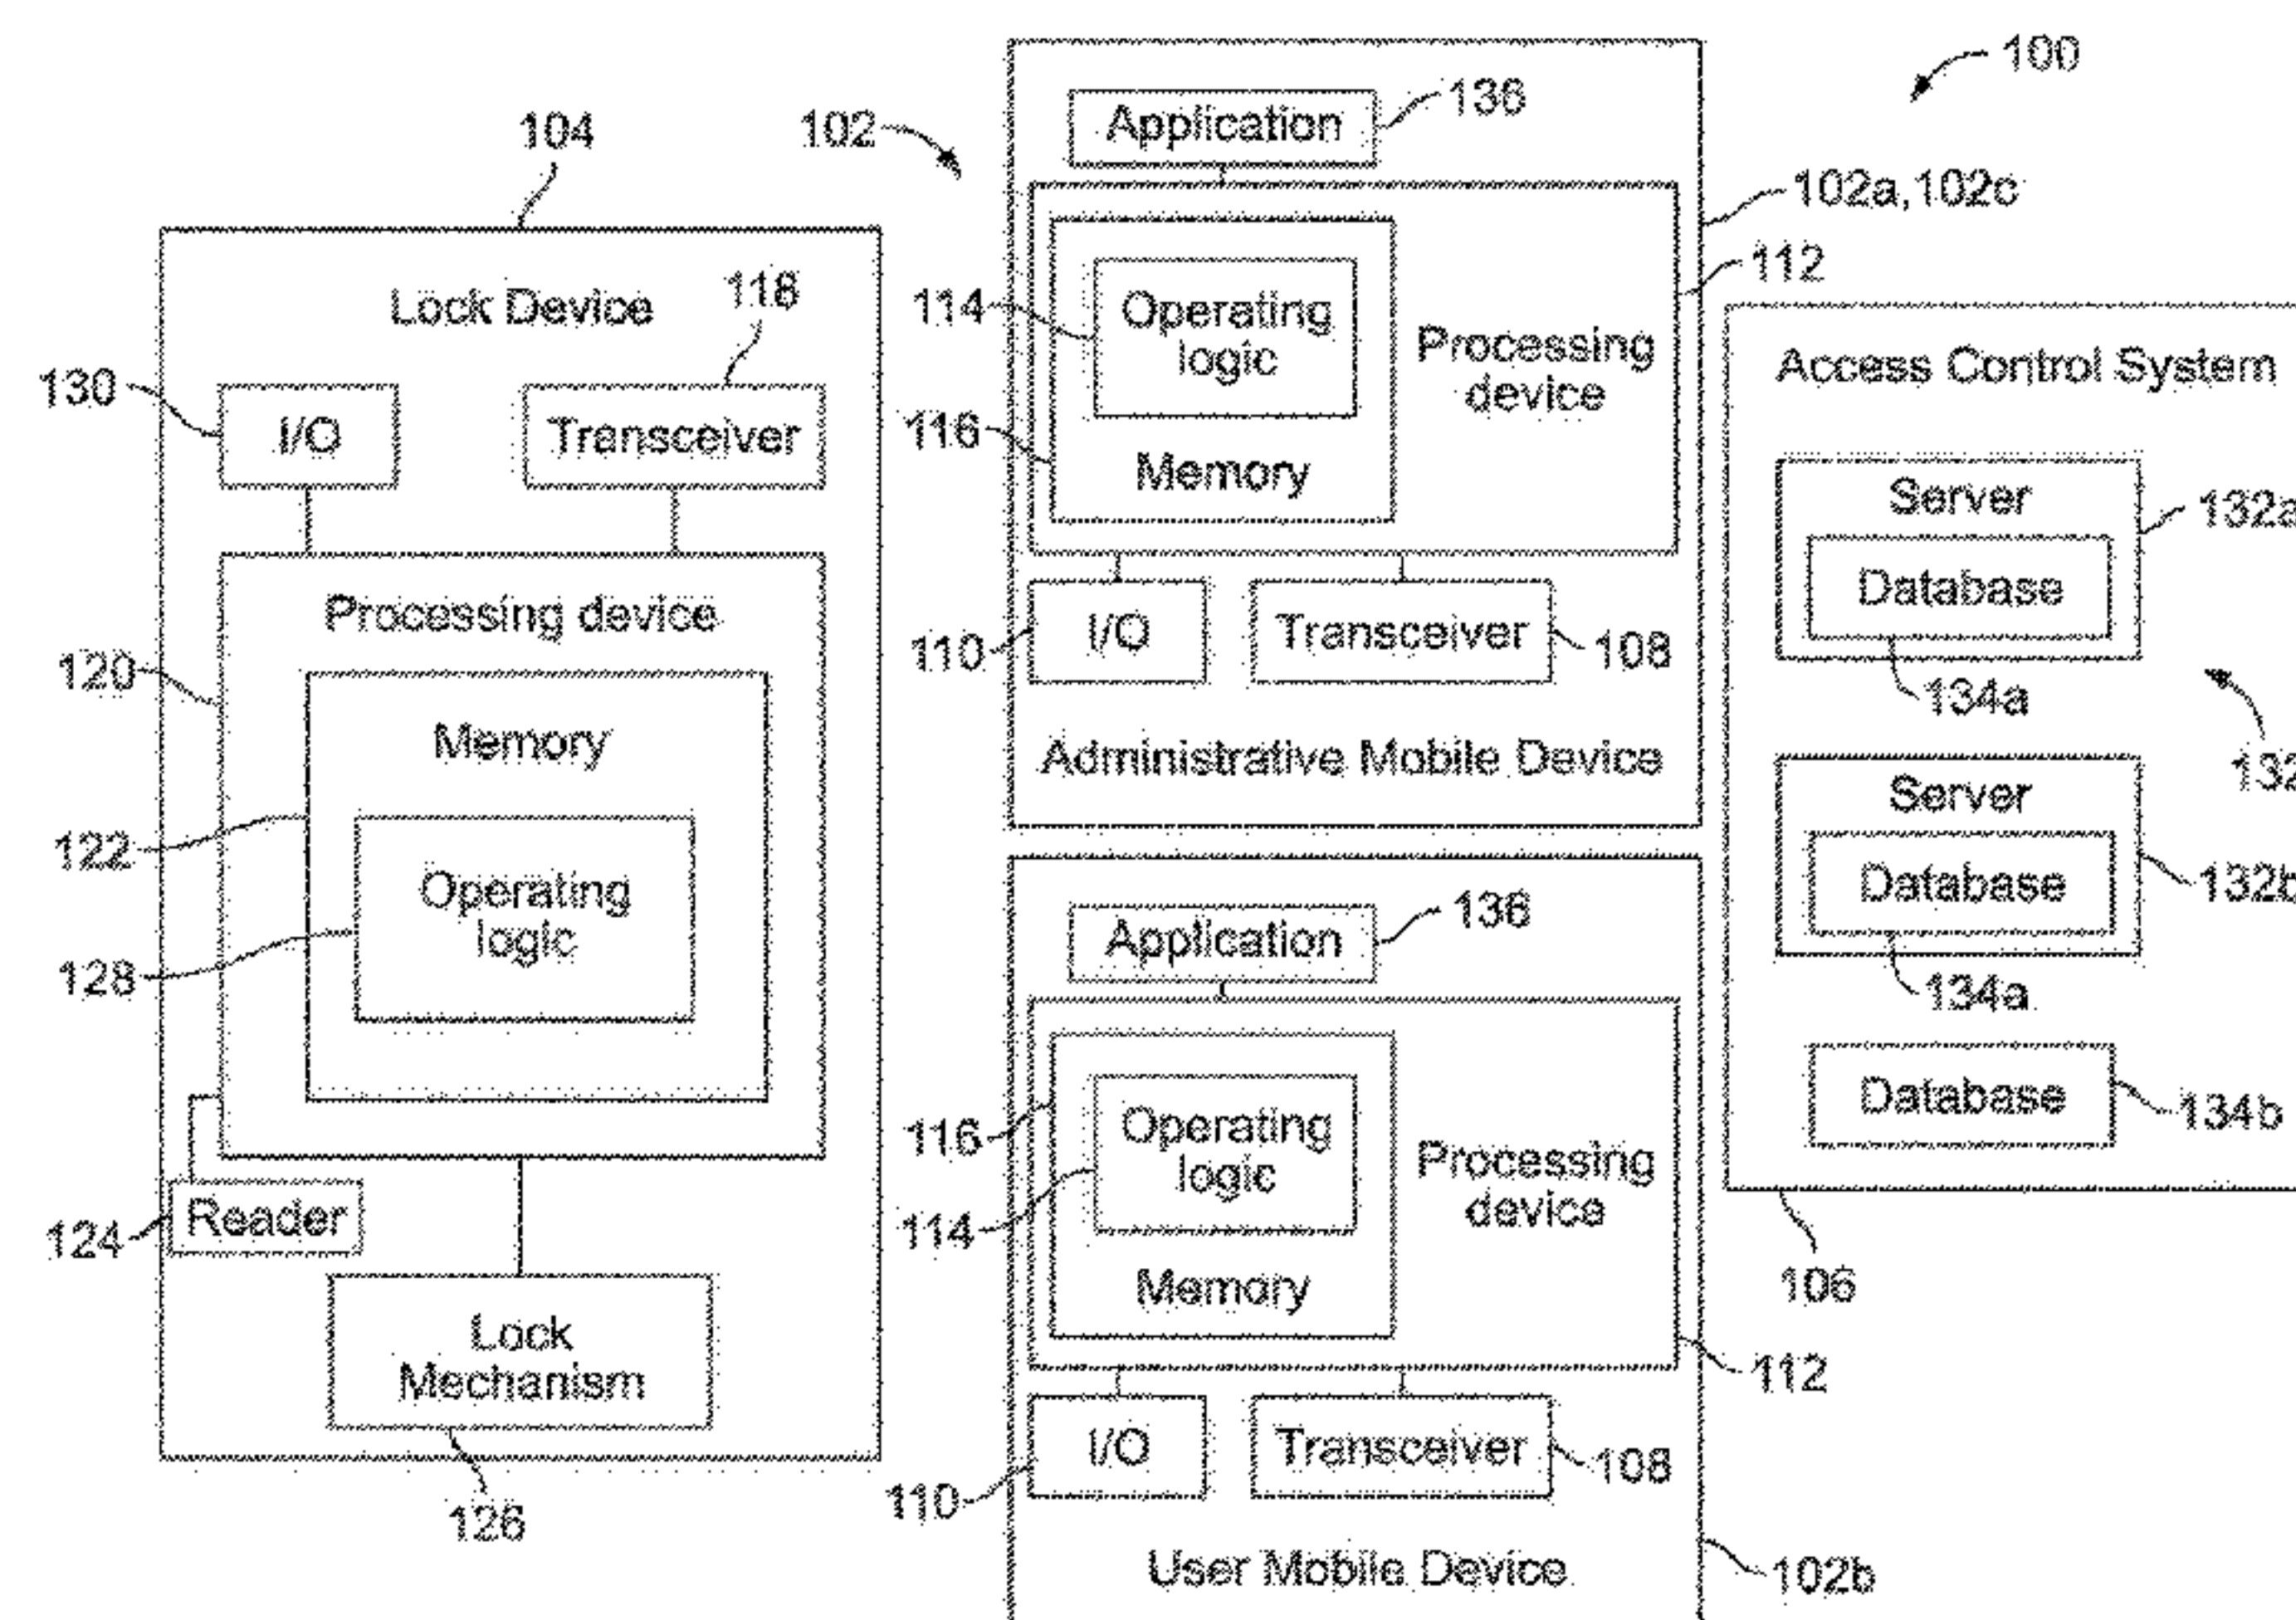 100
104
102
Application
136
102a, 102c
Lock Device
118
130
I/O
Transceiver
112
114
Operating
logic
Processing
device
116
Memory
Access Control System
Server
132a
Database
134a
132
Processing device
120
110
I/O
Transceiver
108
Administrative Mobile Device
Memory
122
Operating
logic
128
Server
Database
132b
134a
Database
134b
106
Application
136
116
Operating
logic
Processing
device
114
Memory
112
Reader
124
Lock
Mechanism
126
I/O
Transceiver
110
108
User Mobile Device
102b